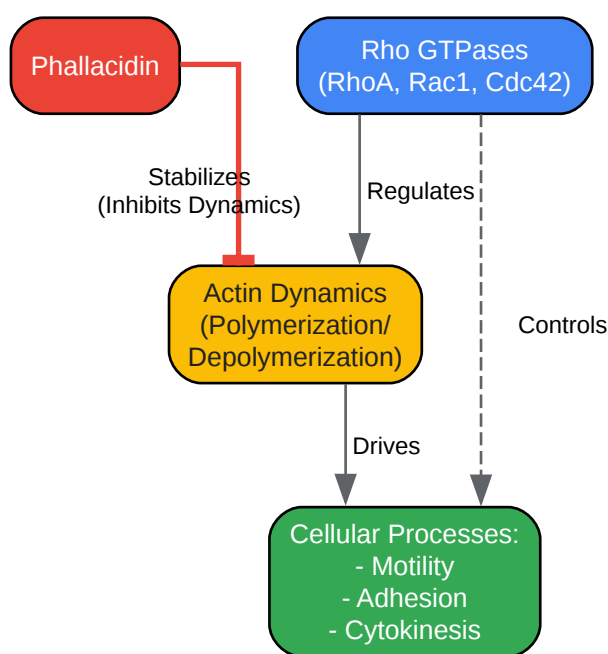 Phallacidin
Rho GTPases
(RhoA, Rac1, Cdc42)
Stabilizes
(Inhibits Dynamics)
Regulates
Actin Dynamics
(Polymerization/
Depolymerization)
Controls
Drives
Cellular Processes:
- Motility
- Adhesion
- Cytokinesis